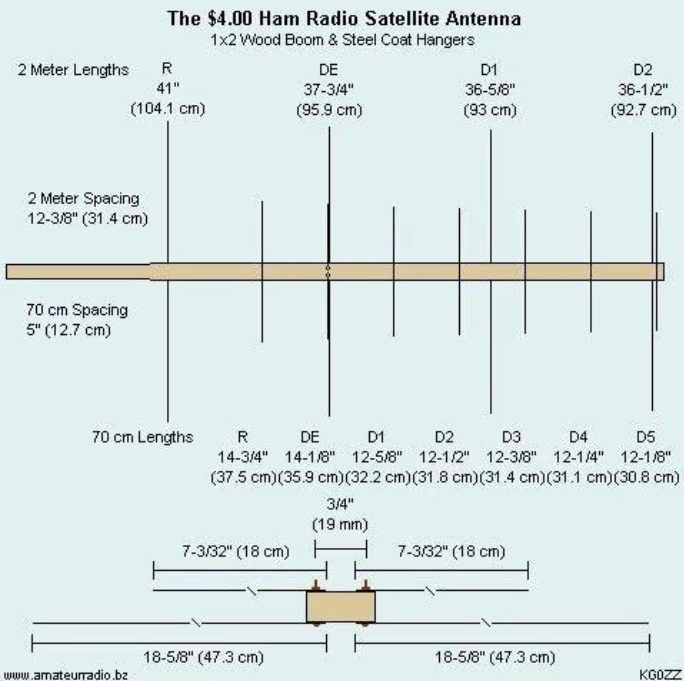 The $4.00 Ham Radio Satellite Antenna
1x2 Wood Boom & Steel Coat Hangers
2 Meter Lengths R DE D1 D2
41" 37-3/4" 36-5/8" 36-1/2"
(104.1 cm) (95.9 cm) (93 cm) (92.7 cm)
2 Meter Spacing
12-3/8" (31.4 cm)
70 cm Spacing
5" (12.7 cm)
70 cm Lengths R DE D1 D2 D3 D4 D5
14-3/4" 14-1/8" 12-5/8" 12-1/2" 12-3/8" 12-1/4" 12-1/8"
(37.5 cm) (35.9 cm) (32.2 cm) (31.8 cm) (31.4 cm) (31.1 cm) (30.8 cm)
3/4"
(19 mm)
7-3/32" (18 cm) 7-3/32" (18 cm)
18-5/8" (47.3 cm) 18-5/8" (47.3 cm)
www.amateurradio.bz KG0ZZ